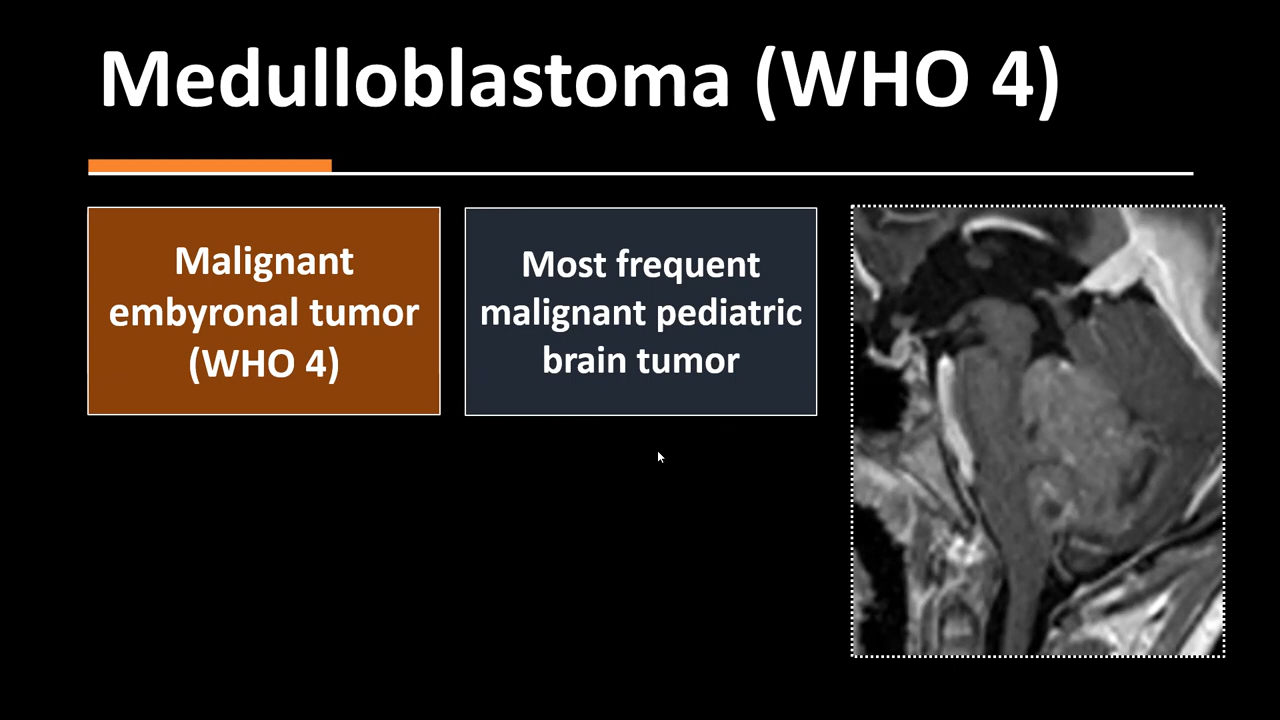 Medulloblastoma (WHO 4)
Malignant
embyronal tumor
(WHO 4)
Most frequent
malignant pediatric
brain tumor